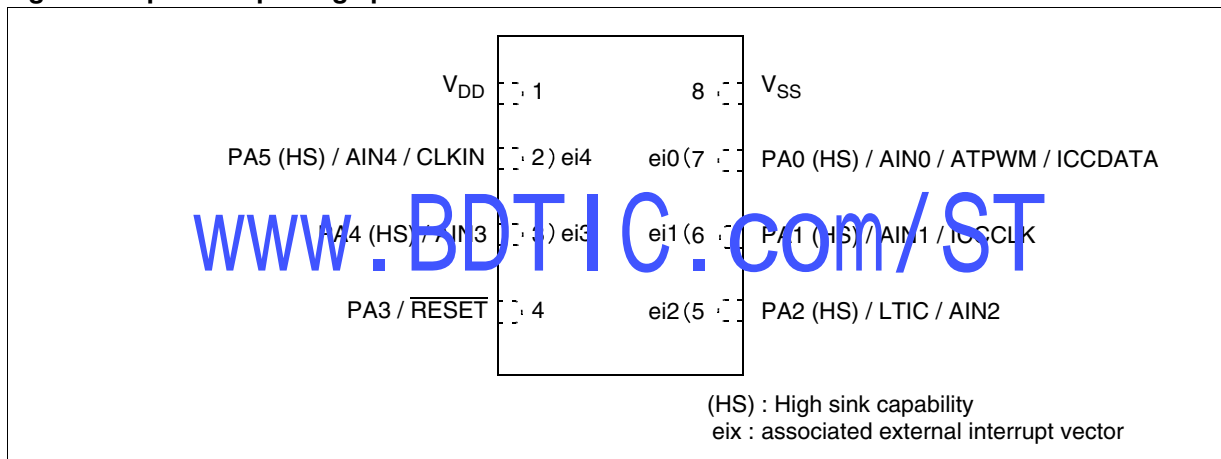 V_DD 1 8 V_SS
PA5 (HS) / AIN4 / CLKIN 2) ei4 ei0 (7 PA0 (HS) / AIN0 / ATPWM / ICCDATA
PA4 (HS) / AIN3 3) ei3 ei1 (6 PA1 (HS) / AIN1 / ICCCLK
www.BDTIC.com/ST
PA3 / RESET 4 ei2 (5 PA2 (HS) / LTIC / AIN2
(HS) : High sink capability
eix : associated external interrupt vector